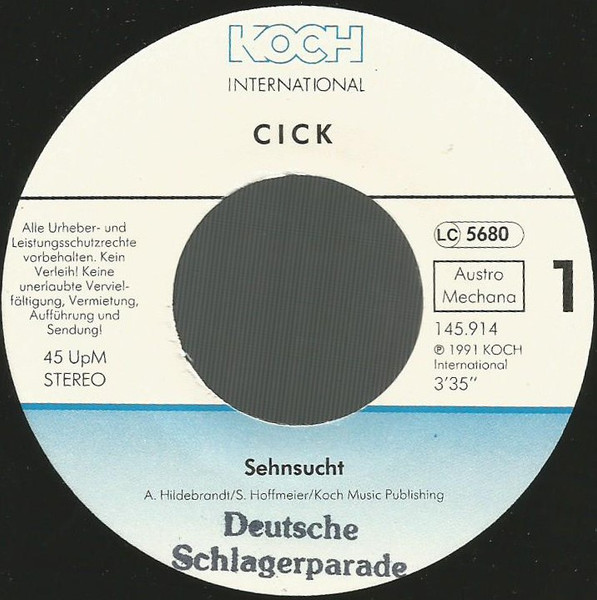 KOCH
INTERNATIONAL
CICK
Alle Urheber- und
Leistungsschutzrechte
vorbehalten. Kein
Verleih! Keine
unerlaubte Verviel-
fältigung, Vermietung,
Aufführung und
Sendung!
45 UpM
STEREO
LC 5680
Austro
Mechana
1
145.914
℗ 1991 KOCH
International
3'35"
Sehnsucht
A. Hildebrandt/S. Hoffmeier/Koch Music Publishing
Deutsche
Schlagerparade